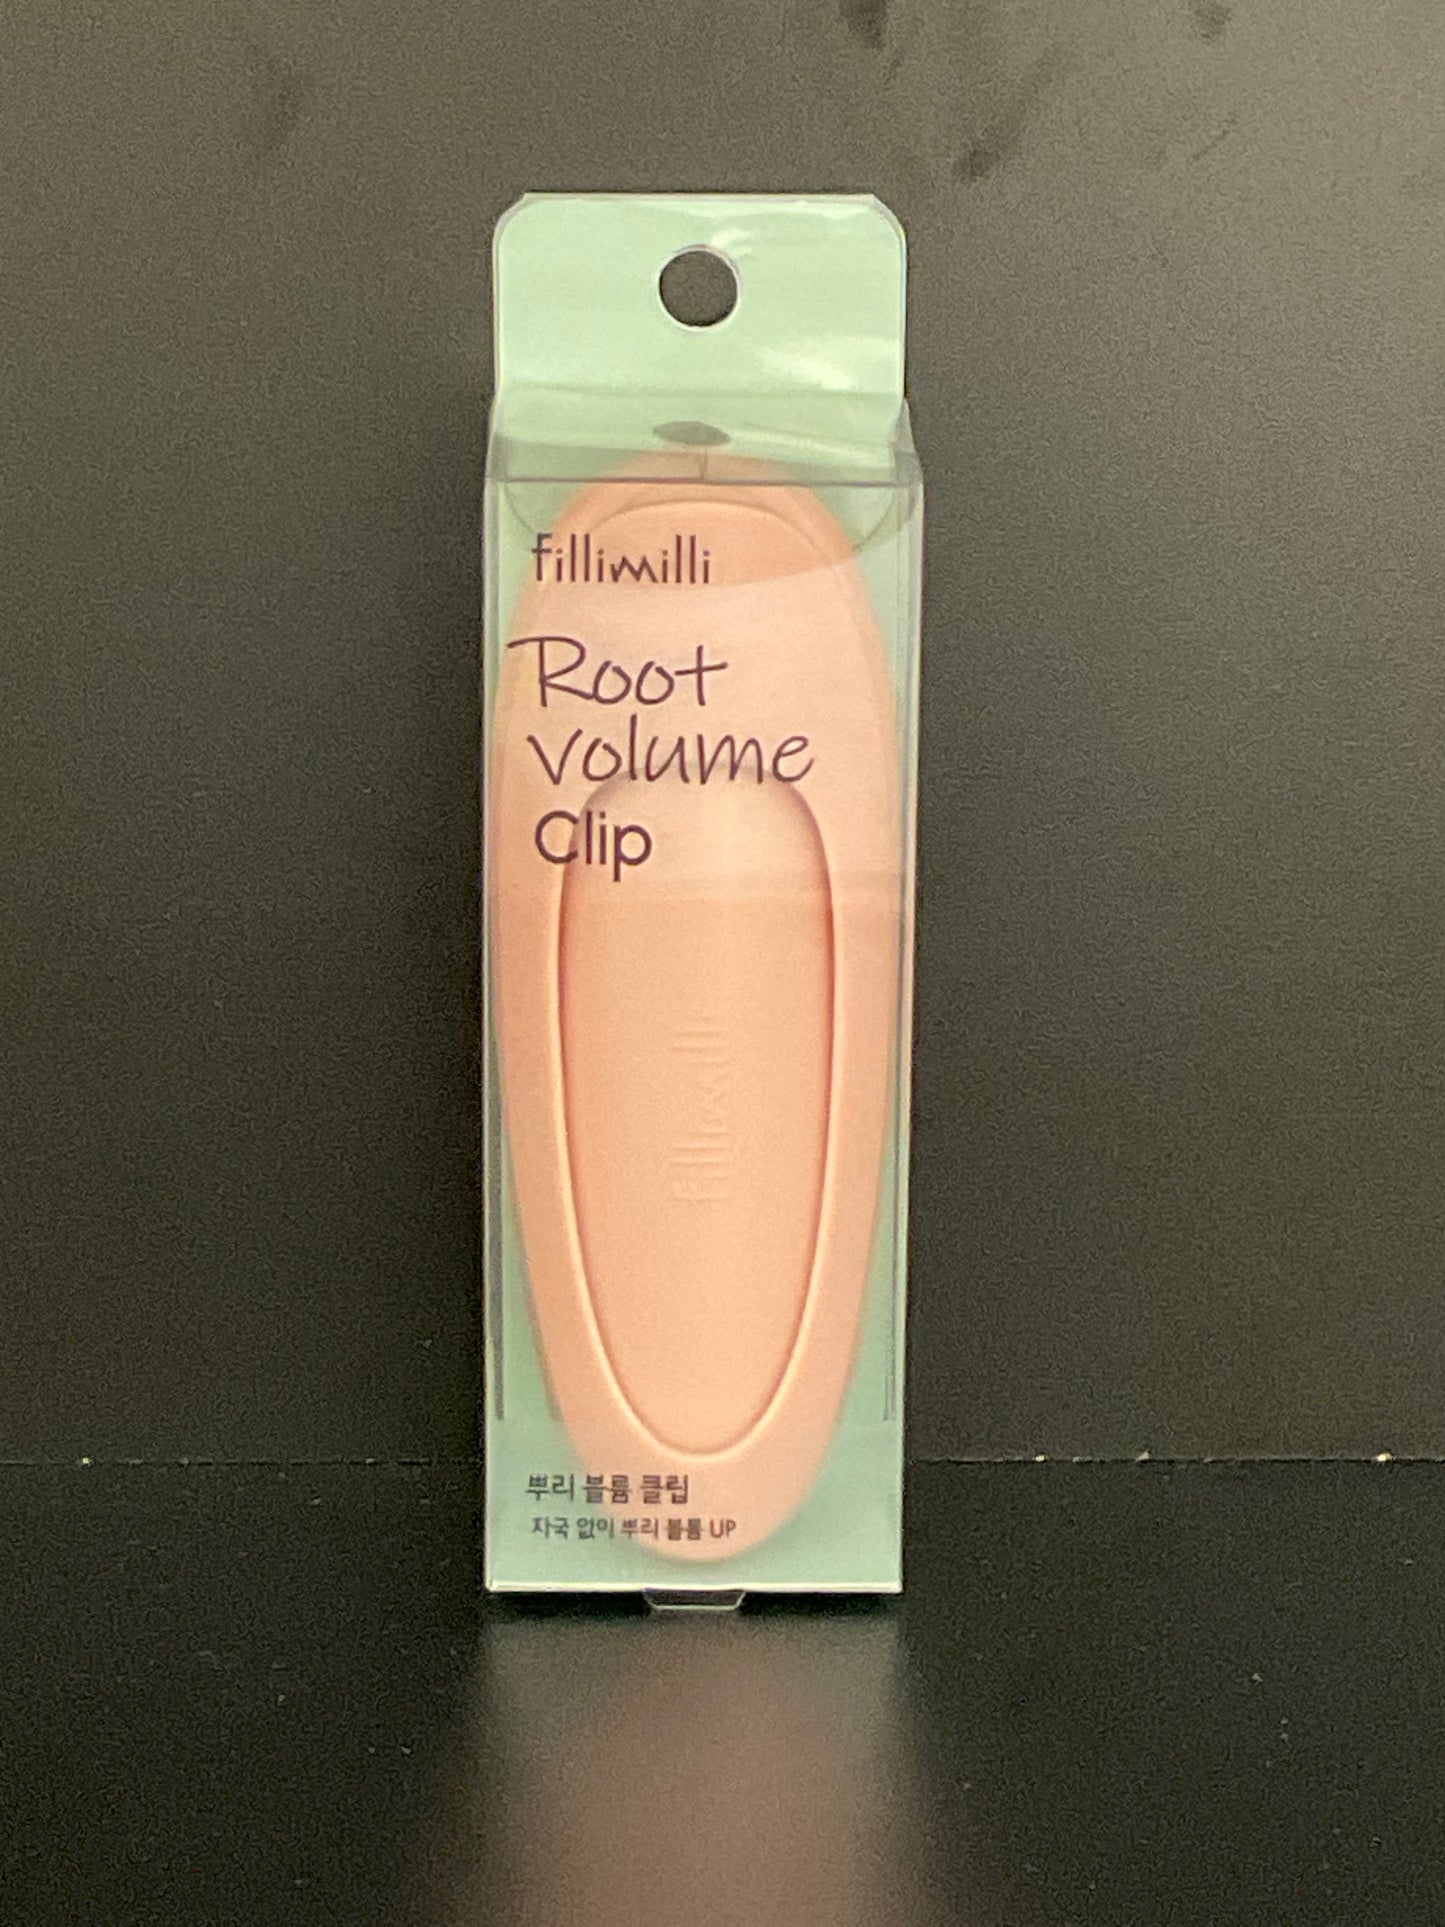 fillimilli
Root
volume
Clip
fillimilli
뿌리 볼륨 클립
자국 없이 뿌리 볼륨 UP